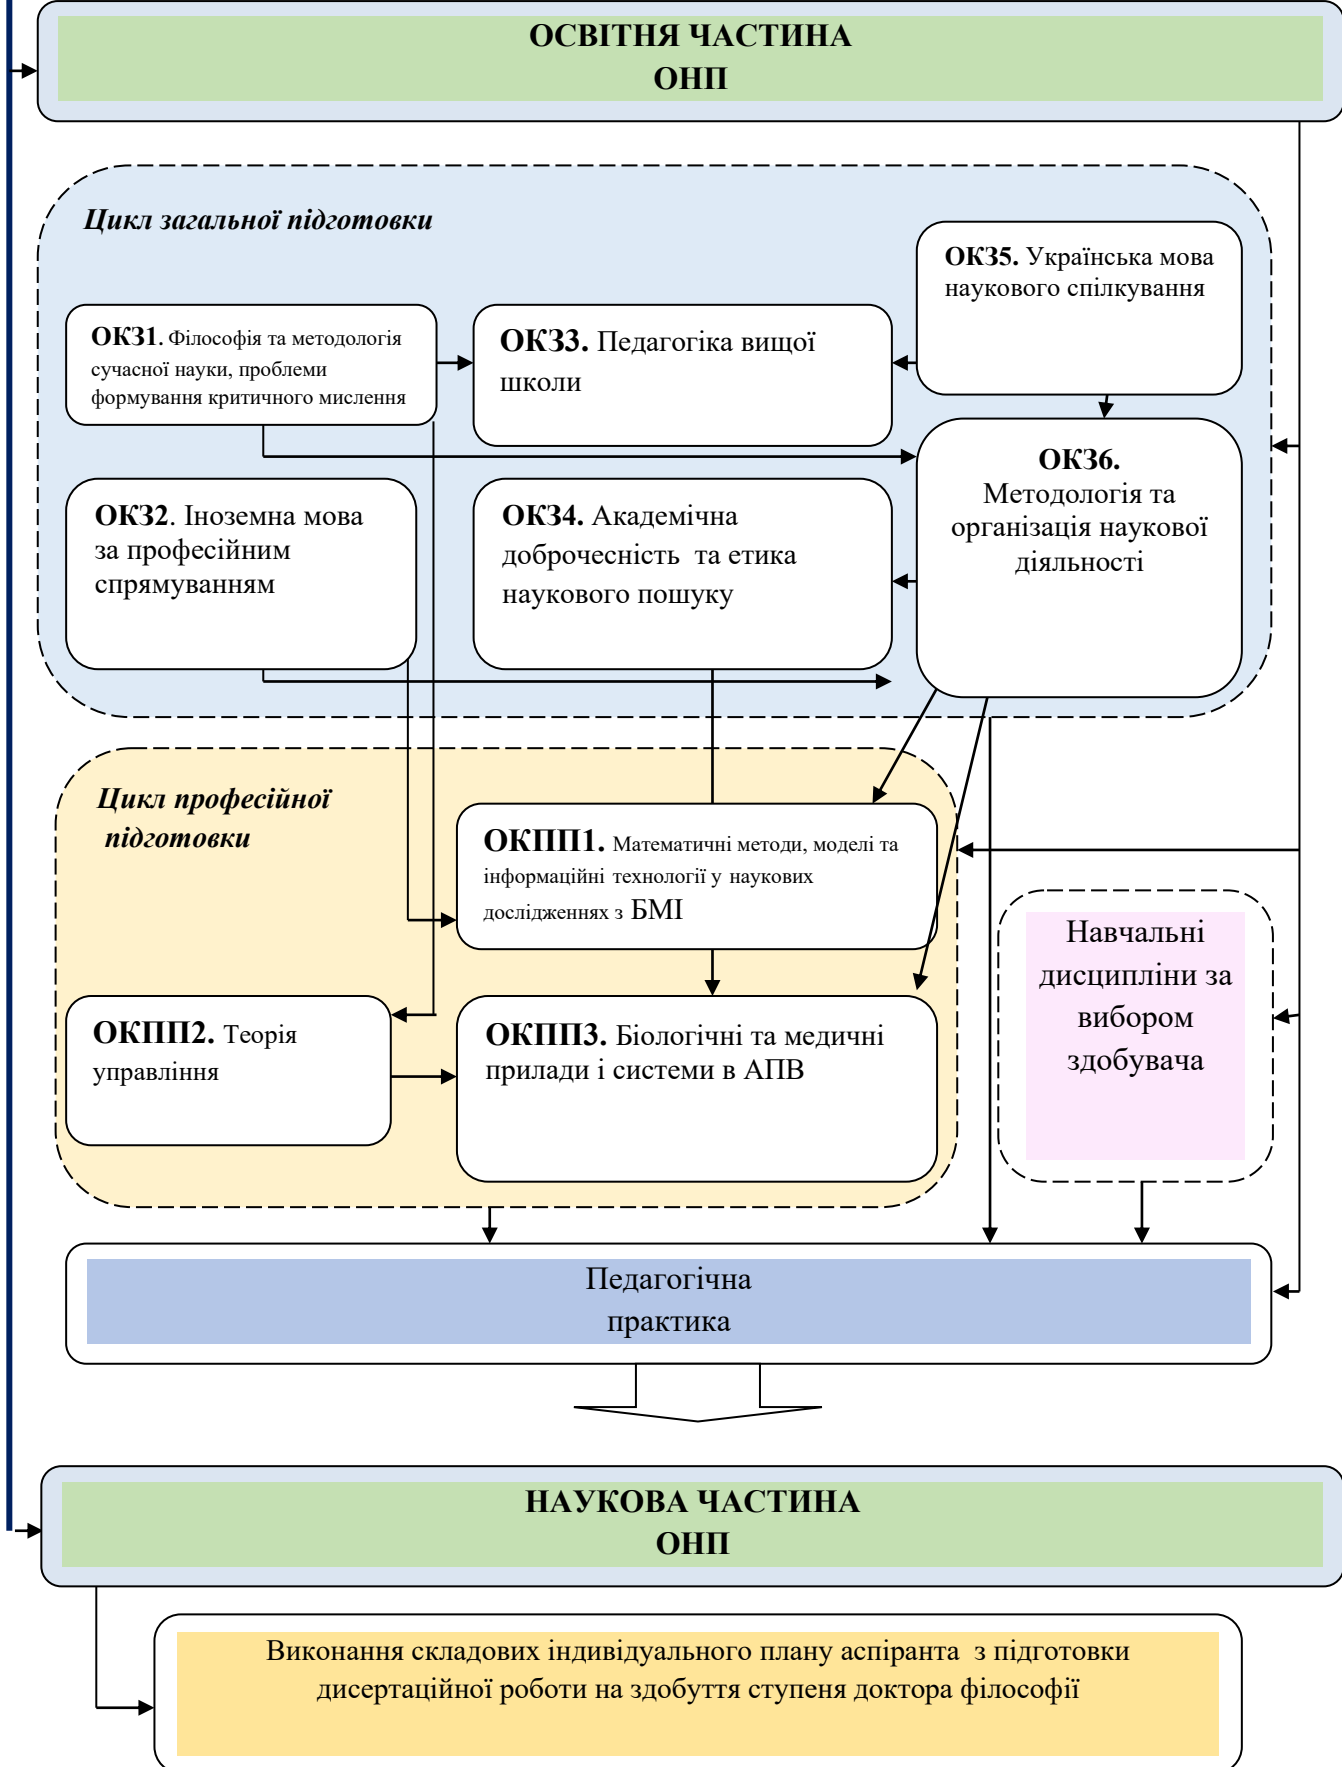 ОСВІТНЯ ЧАСТИНА
ОНП
Цикл загальної підготовки
ОКЗ5. Українська мова
наукового спілкування
ОКЗ1. Філософія та методологія
сучасної науки, проблеми
формування критичного мислення
ОКЗ3. Педагогіка вищої
школи
ОКЗ6.
Методологія та
організація наукової
діяльності
ОКЗ2. Іноземна мова
за професійним
спрямуванням
ОКЗ4. Академічна
доброчесність та етика
наукового пошуку
Цикл професійної
підготовки
ОКПП1. Математичні методи, моделі та
інформаційні технології у наукових
дослідженнях з БМІ
Навчальні
дисципліни за
вибором
здобувача
ОКПП2. Теорія
управління
ОКПП3. Біологічні та медичні
прилади і системи в АПВ
Педагогічна
практика
НАУКОВА ЧАСТИНА
ОНП
Виконання складових індивідуального плану аспіранта з підготовки
дисертаційної роботи на здобуття ступеня доктора філософії